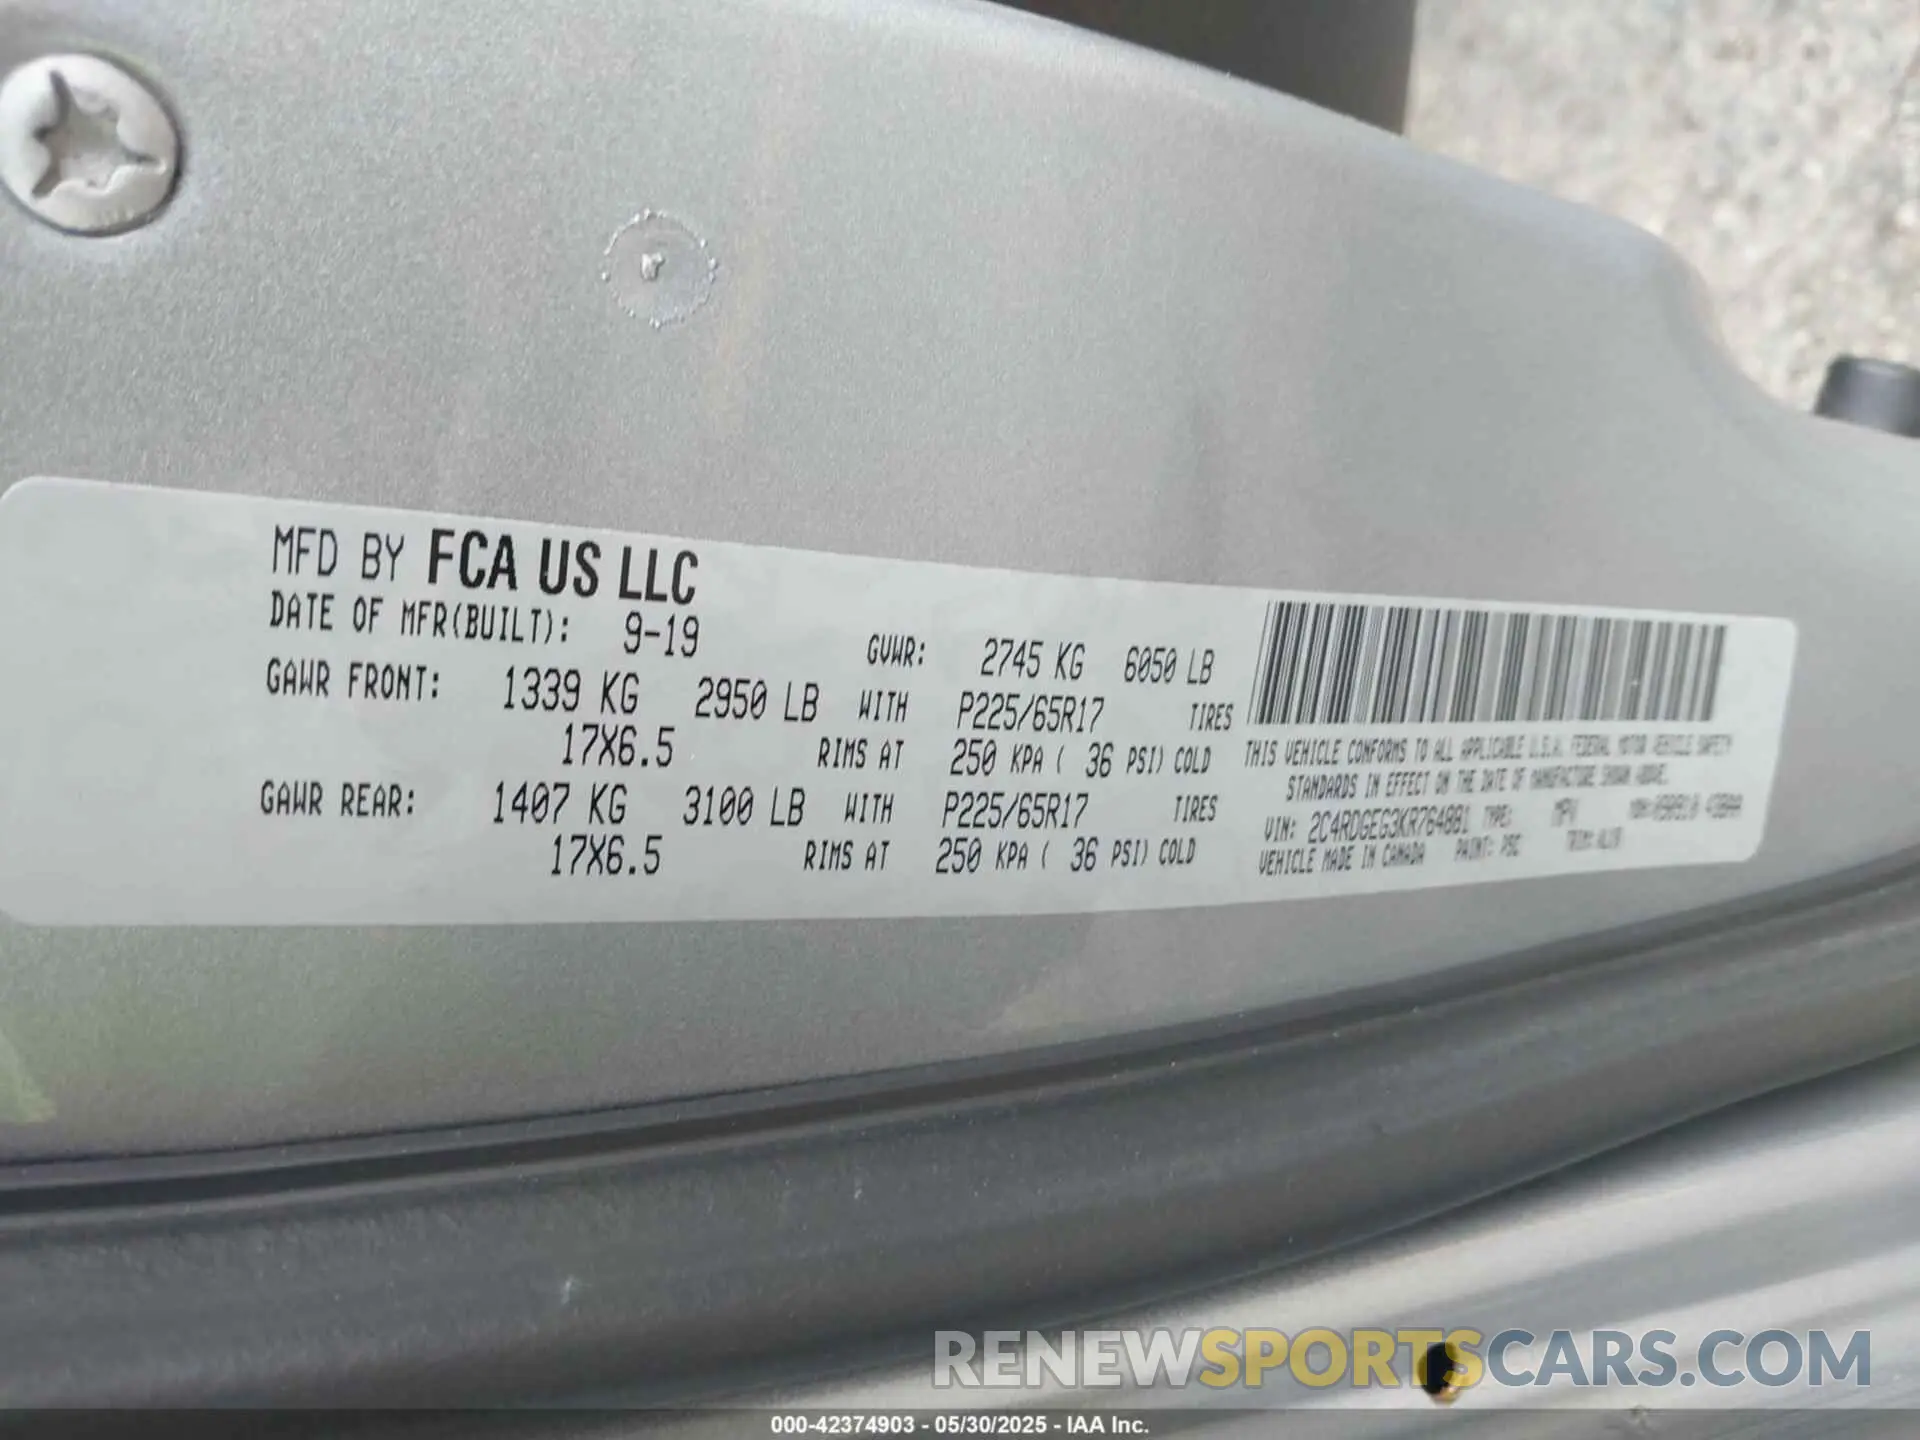 MFD BY FCA US LLC
DATE OF MFR(BUILT): 9-19 GVWR: 2745 KG 6050 LB
GAWR FRONT: 1339 KG 2950 LB WITH P225/65R17 TIRES
17X6.5 RIMS AT 250 KPA ( 36 PSI) COLD
GAWR REAR: 1407 KG 3100 LB WITH P225/65R17 TIRES
17X6.5 RIMS AT 250 KPA ( 36 PSI) COLD
THIS VEHICLE CONFORMS TO ALL APPLICABLE U.S.A. FEDERAL MOTOR VEHICLE SAFETY
STANDARDS IN EFFECT ON THE DATE OF MANUFACTURE SHOWN ABOVE.
VIN: 2C4RDGEG3KR764881 TYPE: MPV
VEHICLE MADE IN CANADA PAINT: PSC TRIM:
RENEWSPORTSCARS.COM
000-42374903 - 05/30/2025 - IAA Inc.